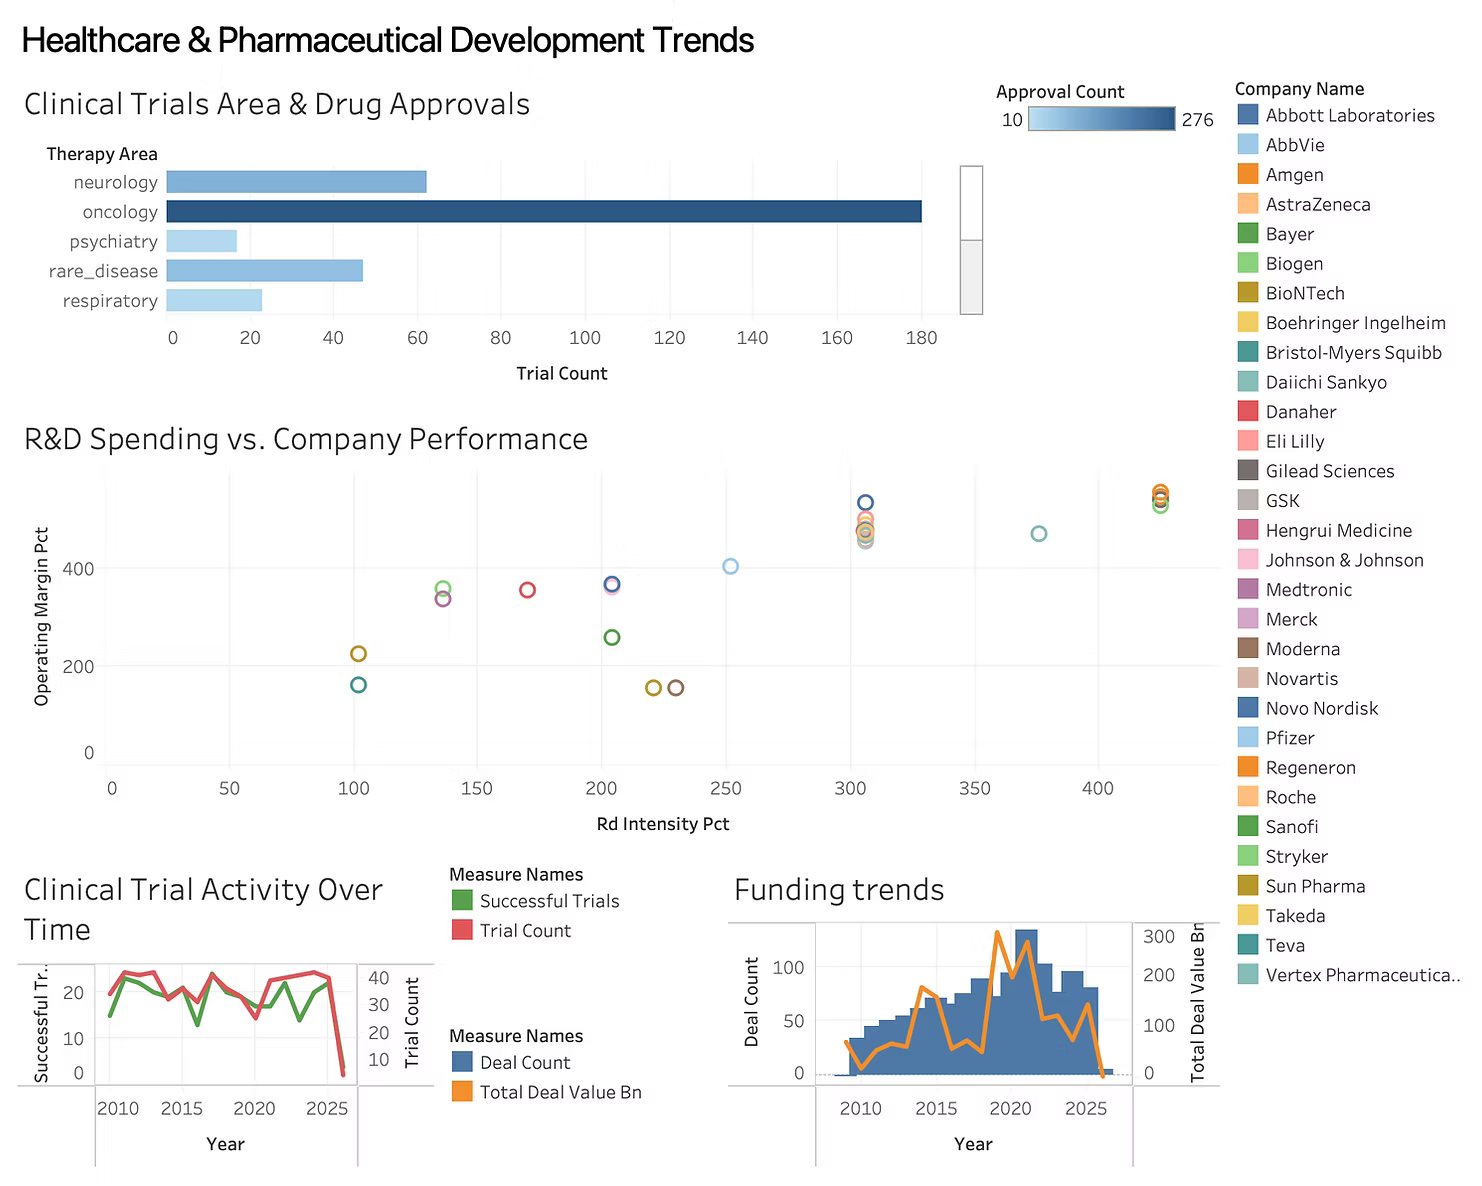 Healthcare & Pharmaceutical Development Trends
Clinical Trials Area & Drug Approvals
Therapy Area
neurology
oncology
psychiatry
rare_disease
respiratory
0 20 40 60 80 100 120 140 160 180
Trial Count
Approval Count
10 276
R&D Spending vs. Company Performance
Operating Margin Pct
400
200
0
0 50 100 150 200 250 300 350 400
Rd Intensity Pct
Company Name
Abbott Laboratories
AbbVie
Amgen
AstraZeneca
Bayer
Biogen
BioNTech
Boehringer Ingelheim
Bristol-Myers Squibb
Daiichi Sankyo
Danaher
Eli Lilly
Gilead Sciences
GSK
Hengrui Medicine
Johnson & Johnson
Medtronic
Merck
Moderna
Novartis
Novo Nordisk
Pfizer
Regeneron
Roche
Sanofi
Stryker
Sun Pharma
Takeda
Teva
Vertex Pharmaceutica..
Clinical Trial Activity Over
Time
Successful Tr..
20
10
0
40
30
20
10
Trial Count
2010 2015 2020 2025
Year
Measure Names
Successful Trials
Trial Count
Measure Names
Deal Count
Total Deal Value Bn
Funding trends
Deal Count
100
50
0
300
200
100
0
Total Deal Value Bn
2010 2015 2020 2025
Year